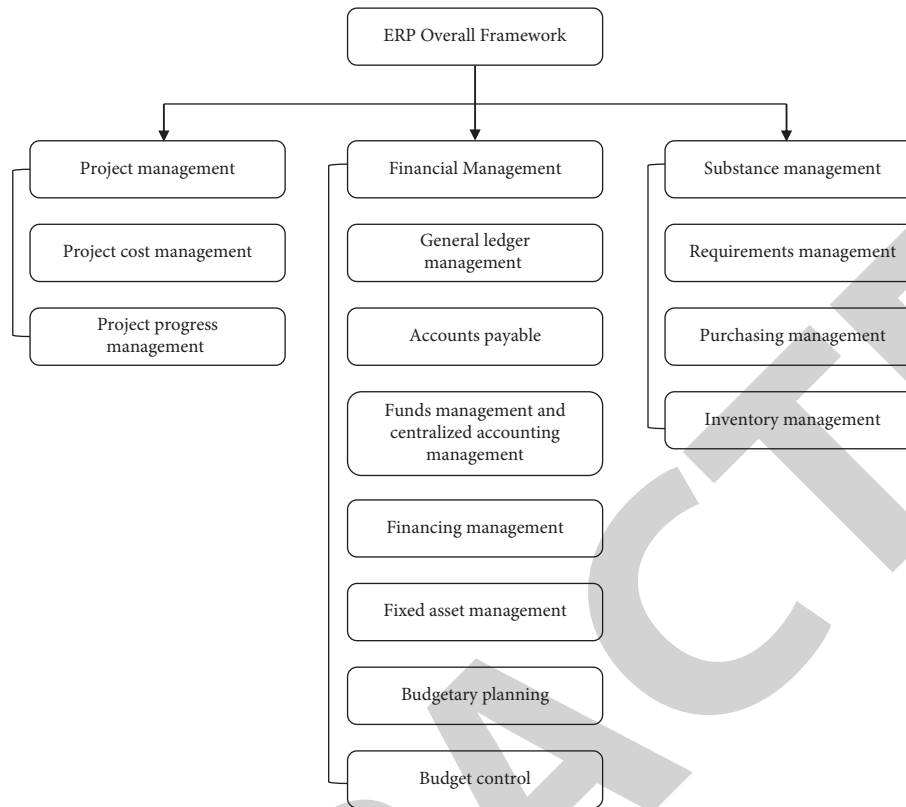 ERP Overall Framework
Project management
Project cost management
Project progress
management
Financial Management
General ledger
management
Accounts payable
Funds management and
centralized accounting
management
Financing management
Fixed asset management
Budgetary planning
Budget control
Substance management
Requirements management
Purchasing management
Inventory management